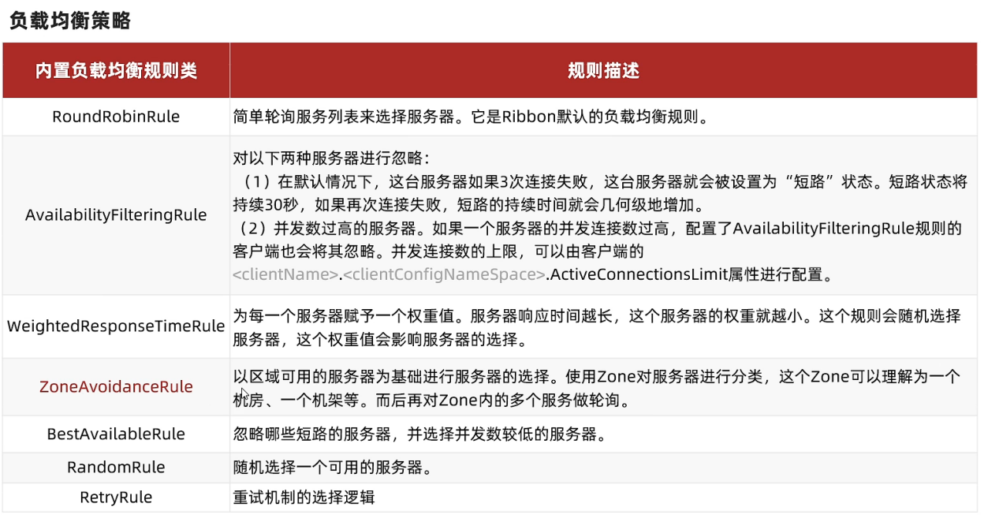 负载均衡策略
内置负载均衡规则类
规则描述
RoundRobinRule
简单轮询服务列表来选择服务器。它是Ribbon默认的负载均衡规则。
AvailabilityFilteringRule
对以下两种服务器进行忽略：
（1）在默认情况下，这台服务器如果3次连接失败，这台服务器就会被设置为“短路”状态。短路状态将
持续30秒，如果再次连接失败，短路的持续时间就会几何级地增加。
（2）并发数过高的服务器。如果一个服务器的并发连接数过高，配置了AvailabilityFilteringRule规则的
客户端也会将其忽略。并发连接数的上限，可以由客户端的
<clientName>.<clientConfigNameSpace>.ActiveConnectionsLimit属性进行配置。
WeightedResponseTimeRule
为每一个服务器赋予一个权重值。服务器响应时间越长，这个服务器的权重就越小。这个规则会随机选择
服务器，这个权重值会影响服务器的选择。
ZoneAvoidanceRule
以区域可用的服务器为基础进行服务器的选择。使用Zone对服务器进行分类，这个Zone可以理解为一个
机房、一个机架等。而后再对Zone内的多个服务做轮询。
BestAvailableRule
忽略哪些短路的服务器，并选择并发数较低的服务器。
RandomRule
随机选择一个可用的服务器。
RetryRule
重试机制的选择逻辑